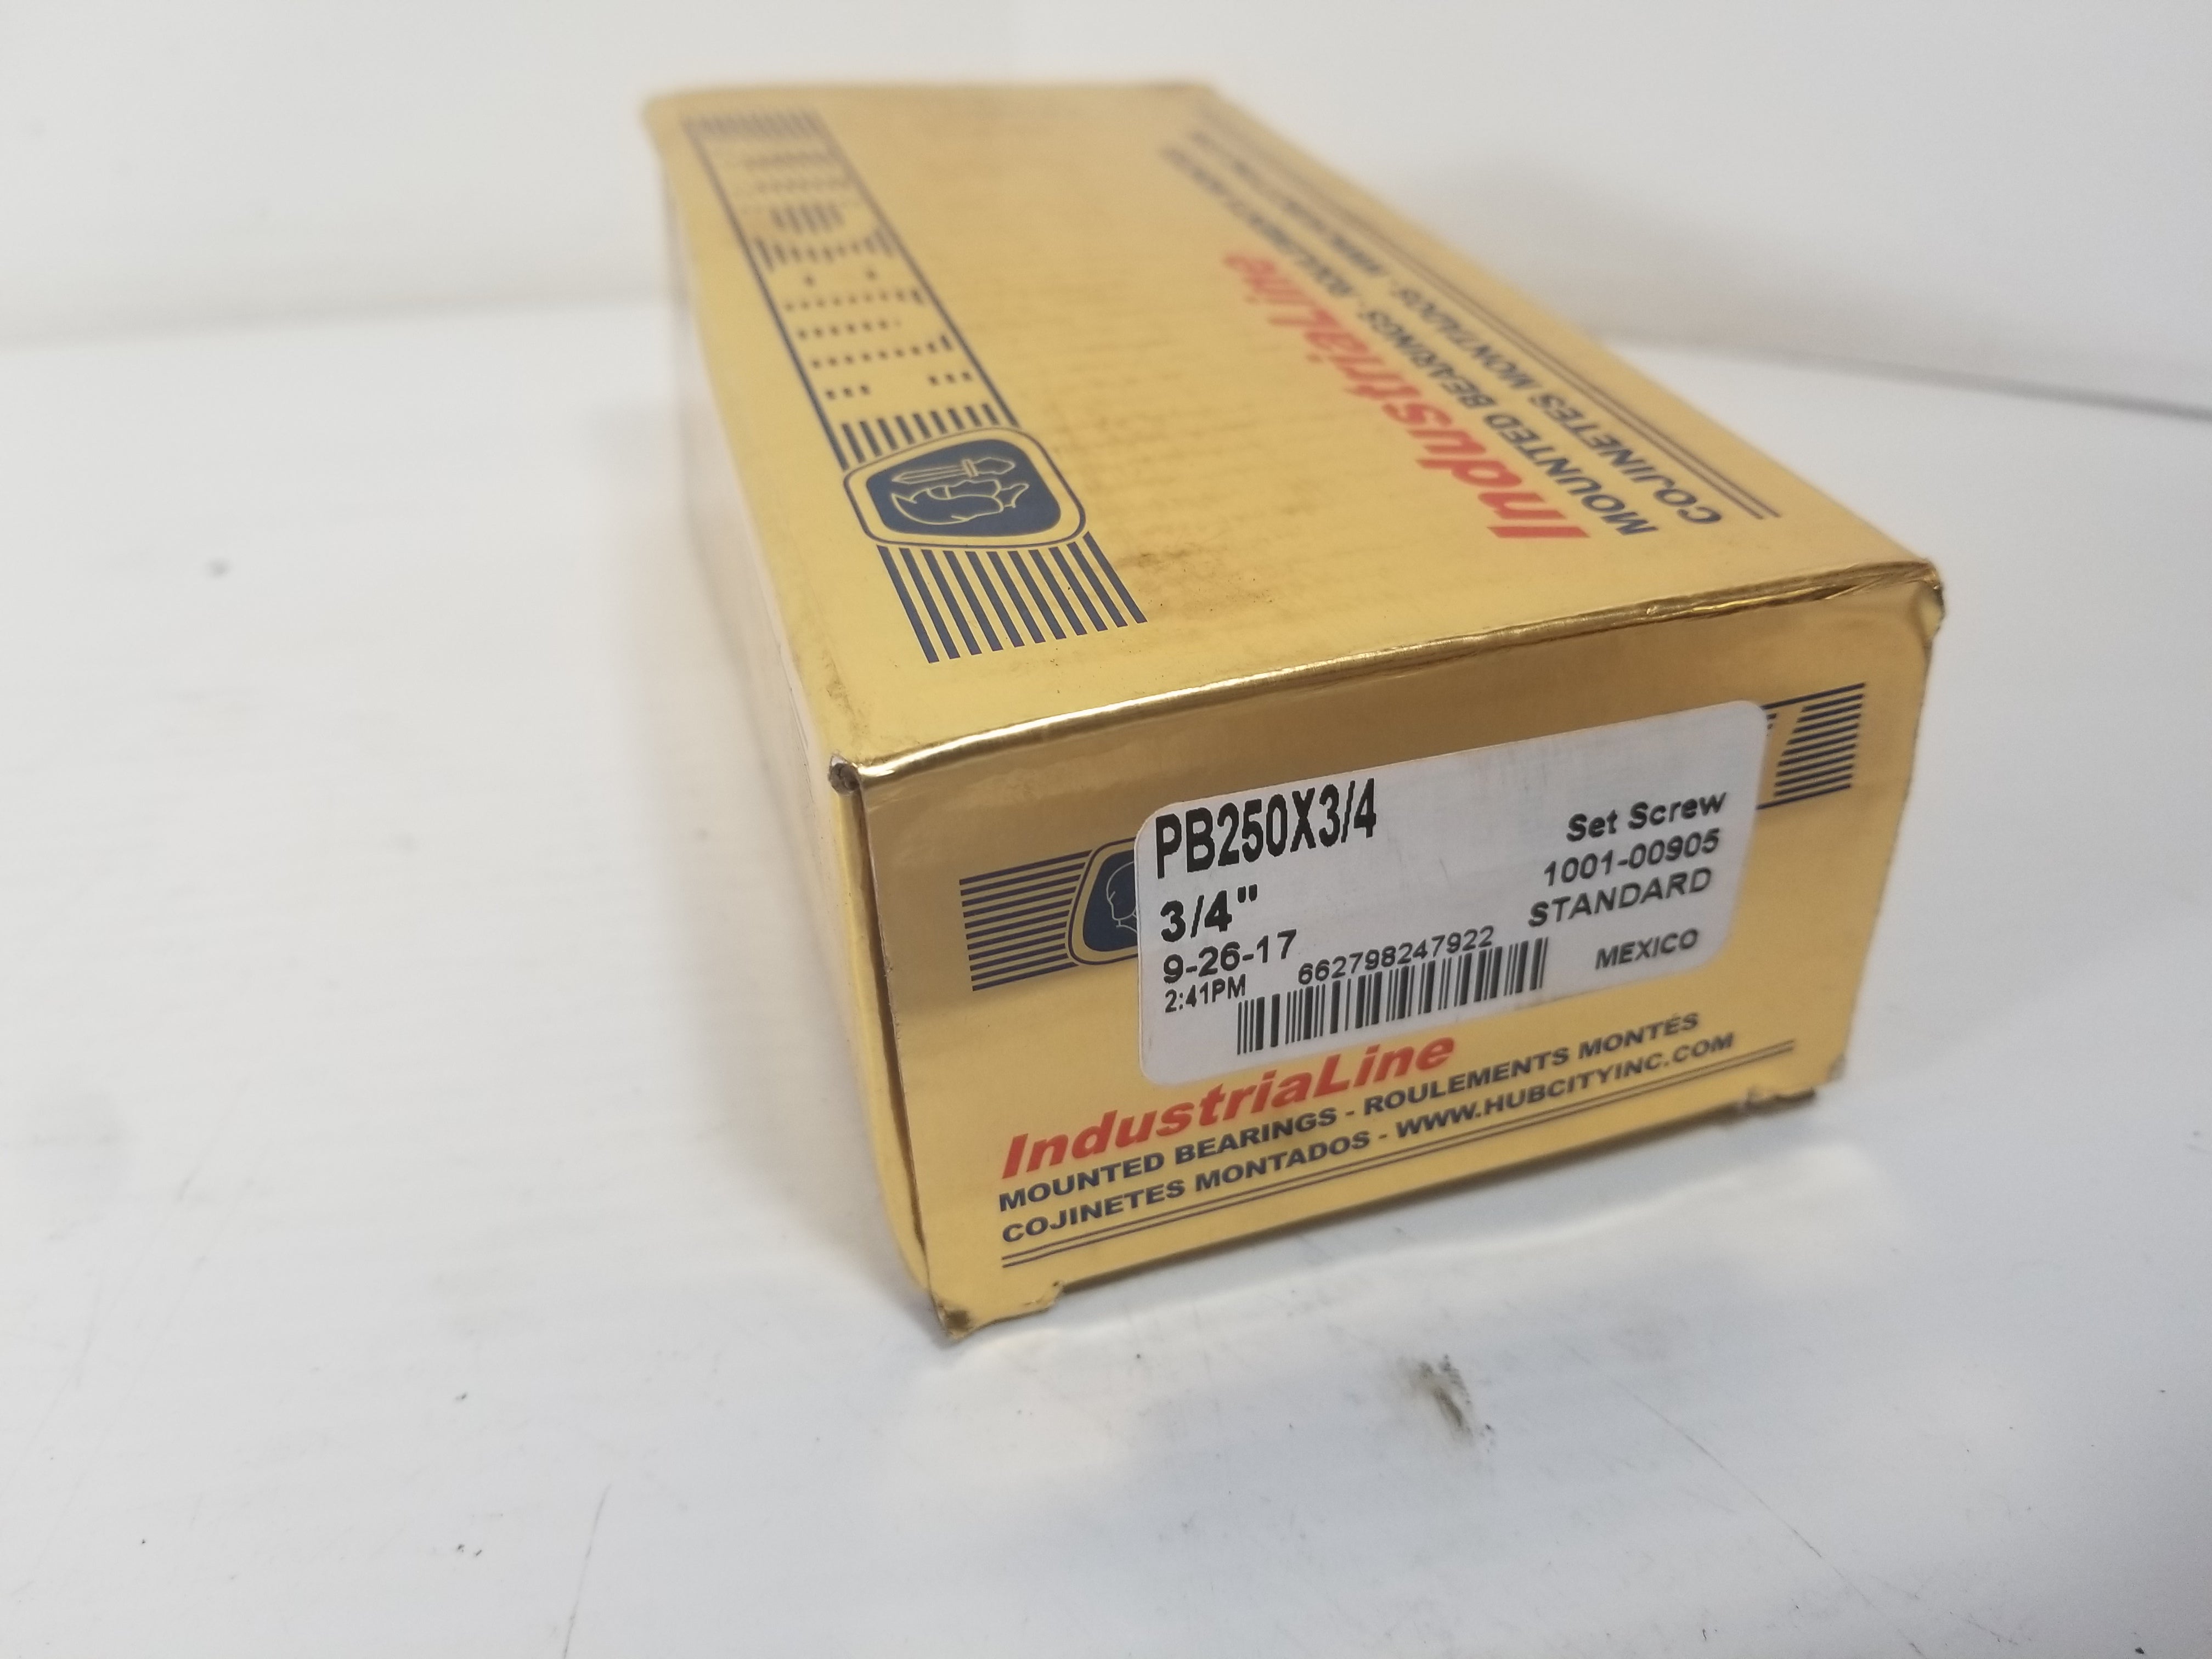 IndustriaLine
MOUNTED BEARINGS - ROULEMENTS
COJINETES MONTADOS -
PB250X3/4
3/4"
9-26-17
2:41PM
662798247922
Set Screw
1001-00905
STANDARD
MEXICO
IndustriaLine
MOUNTED BEARINGS - ROULEMENTS MONTÉS
COJINETES MONTADOS - WWW.HUBCITYINC.COM